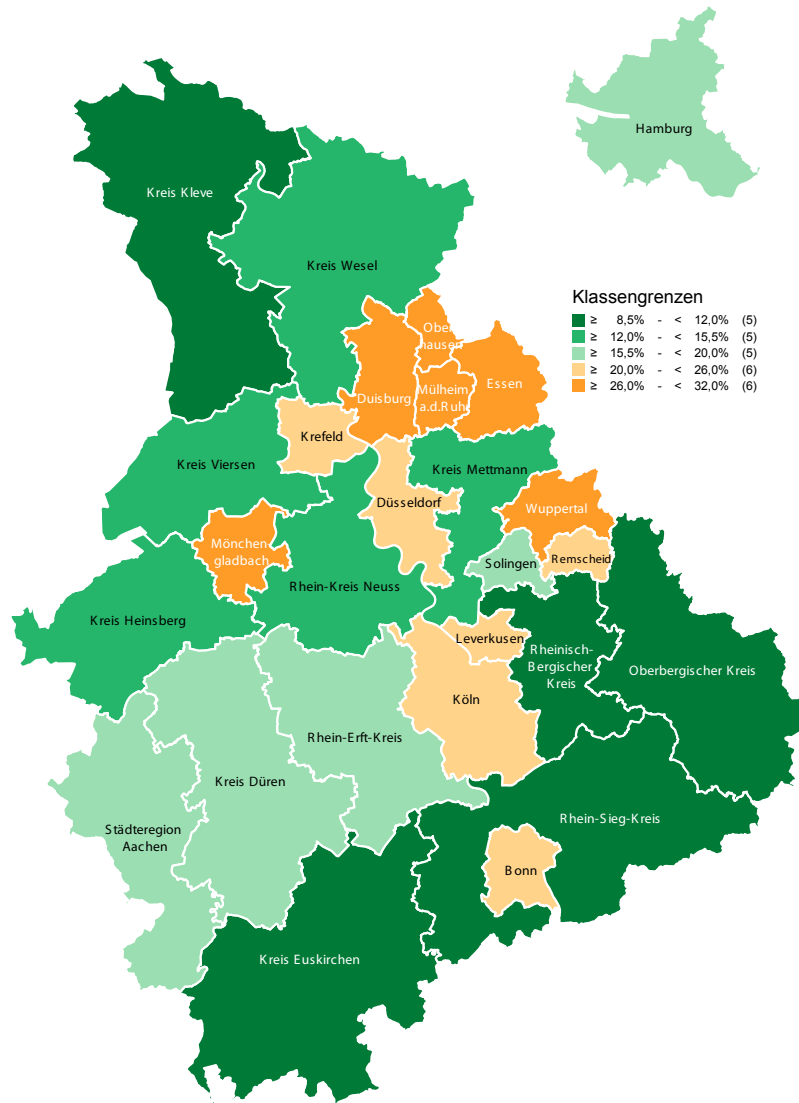 Hamburg
Kreis Kleve
Kreis Wesel
Klassengrenzen
≥ 8,5% - < 12,0% (5)
≥ 12,0% - < 15,5% (5)
≥ 15,5% - < 20,0% (5)
≥ 20,0% - < 26,0% (6)
≥ 26,0% - < 32,0% (6)
Ober
hausen
Duisburg
Mülheim
a.d.Ruhr
Essen
Krefeld
Kreis Viersen
Kreis Mettmann
Düsseldorf
Wuppertal
Mönchen
gladbach
Solingen
Remscheid
Rhein-Kreis Neuss
Kreis Heinsberg
Leverkusen
Rheinisch-
Bergischer
Kreis
Oberbergischer Kreis
Köln
Rhein-Erft-Kreis
Kreis Düren
Städteregion
Aachen
Rhein-Sieg-Kreis
Bonn
Kreis Euskirchen